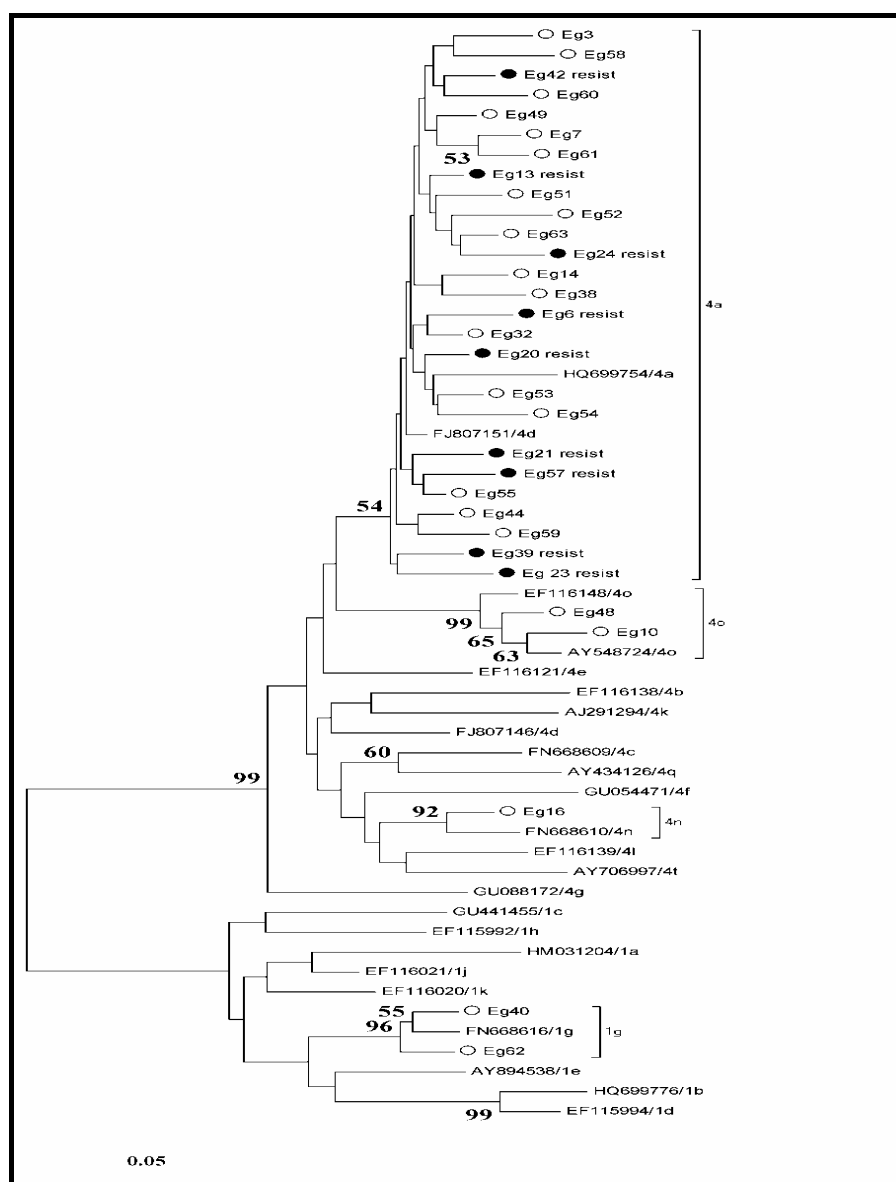 Eg3
Eg58
Eg42 resist
Eg60
Eg49
Eg7
53
Eg61
Eg13 resist
Eg51
Eg52
Eg63
Eg24 resist
Eg14
Eg38
4a
Eg6 resist
Eg32
Eg20 resist
HQ699754/4a
Eg53
Eg54
FJ807151/4d
Eg21 resist
Eg57 resist
Eg55
54
Eg44
Eg59
Eg39 resist
Eg 23 resist
EF116148/4o
99
Eg48
4o
65
Eg10
63
AY548724/4o
EF116121/4e
EF116138/4b
AJ291294/4k
FJ807146/4d
60
FN668609/4c
99
AY434126/4q
GU054471/4f
92
Eg16
4n
FN668610/4n
EF116139/4l
AY706997/4t
GU088172/4g
GU441455/1c
EF115992/1h
HM031204/1a
EF116021/1j
EF116020/1k
55
Eg40
96
FN668616/1g
1g
Eg62
AY894538/1e
HQ699776/1b
99
EF115994/1d
0.05